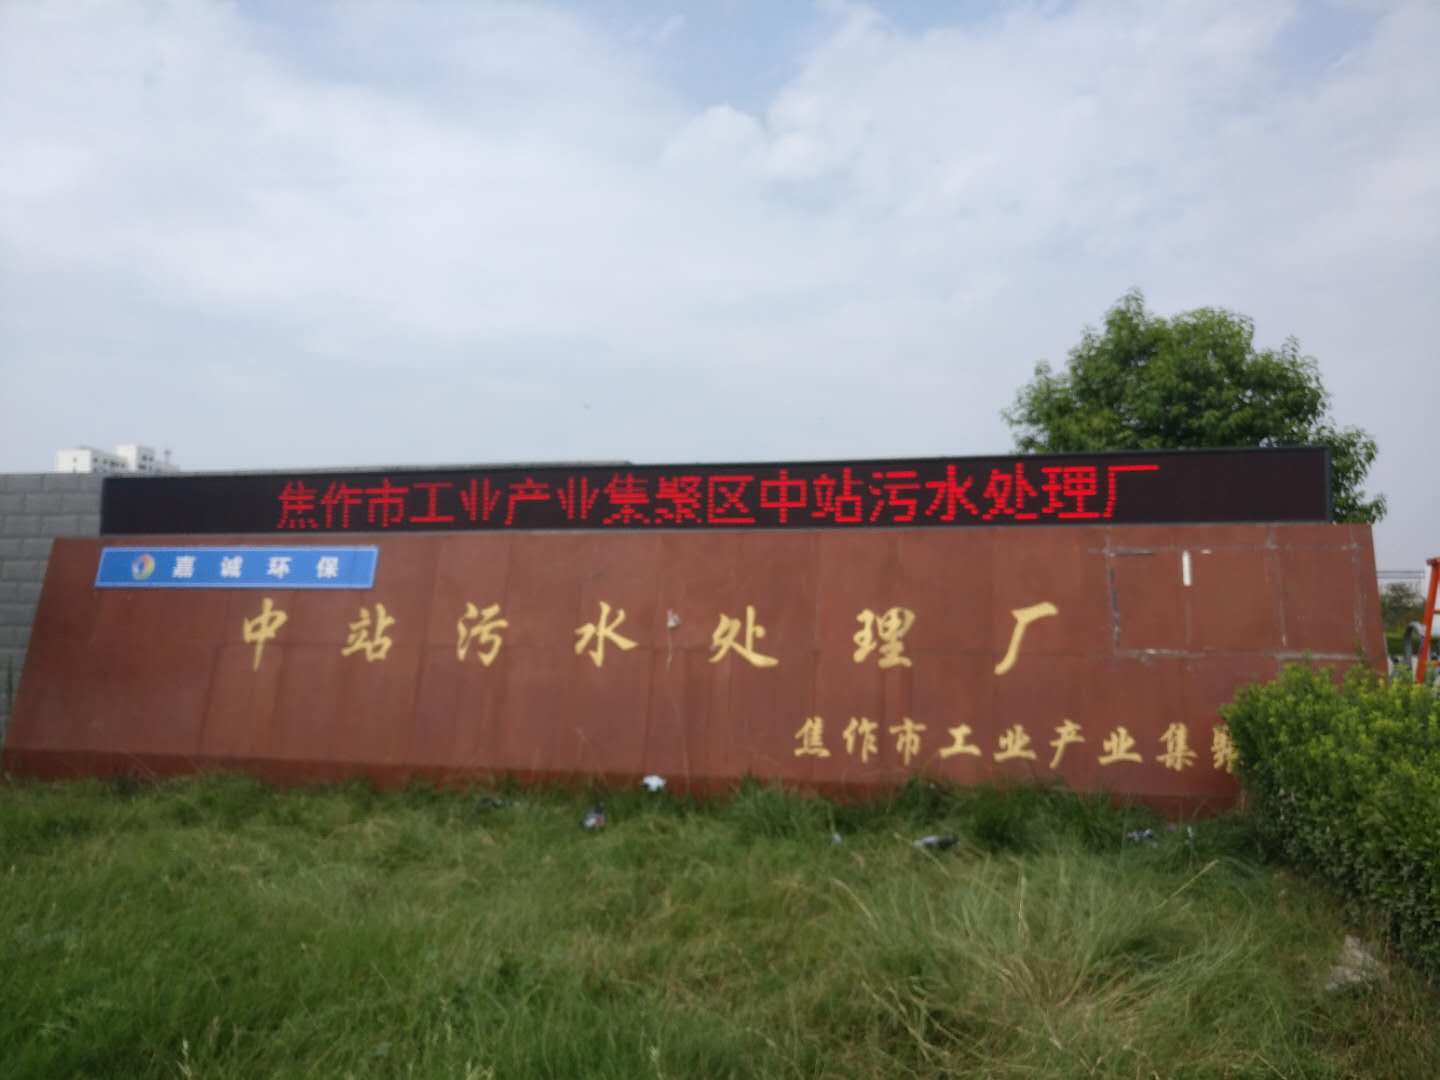 焦作市工业产业集聚区中站污水处理厂
嘉诚环保
中站污水处理厂
焦作市工业产业集聚